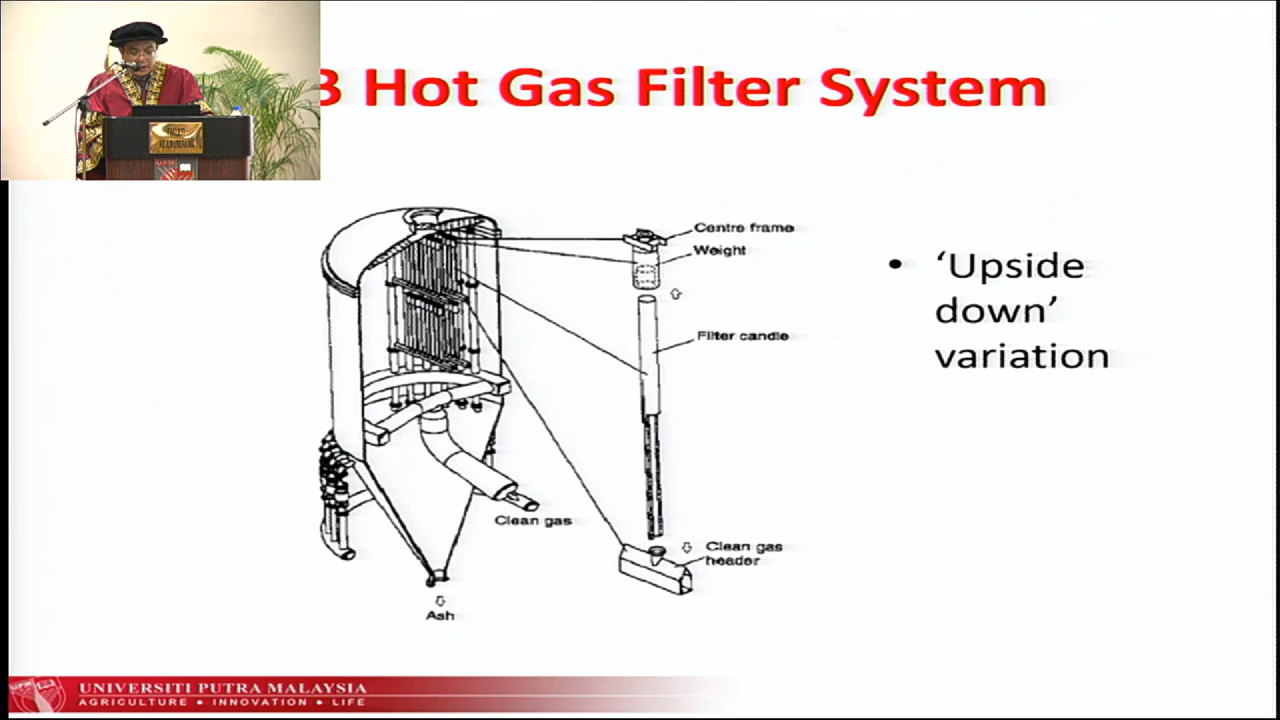 B Hot Gas Filter System
Centre frame
Weight
Filter candle
Clean gas
Clean gas
header
Ash
• ‘Upside
down’
variation
UPM
UNIVERSITI PUTRA MALAYSIA
AGRICULTURE • INNOVATION • LIFE